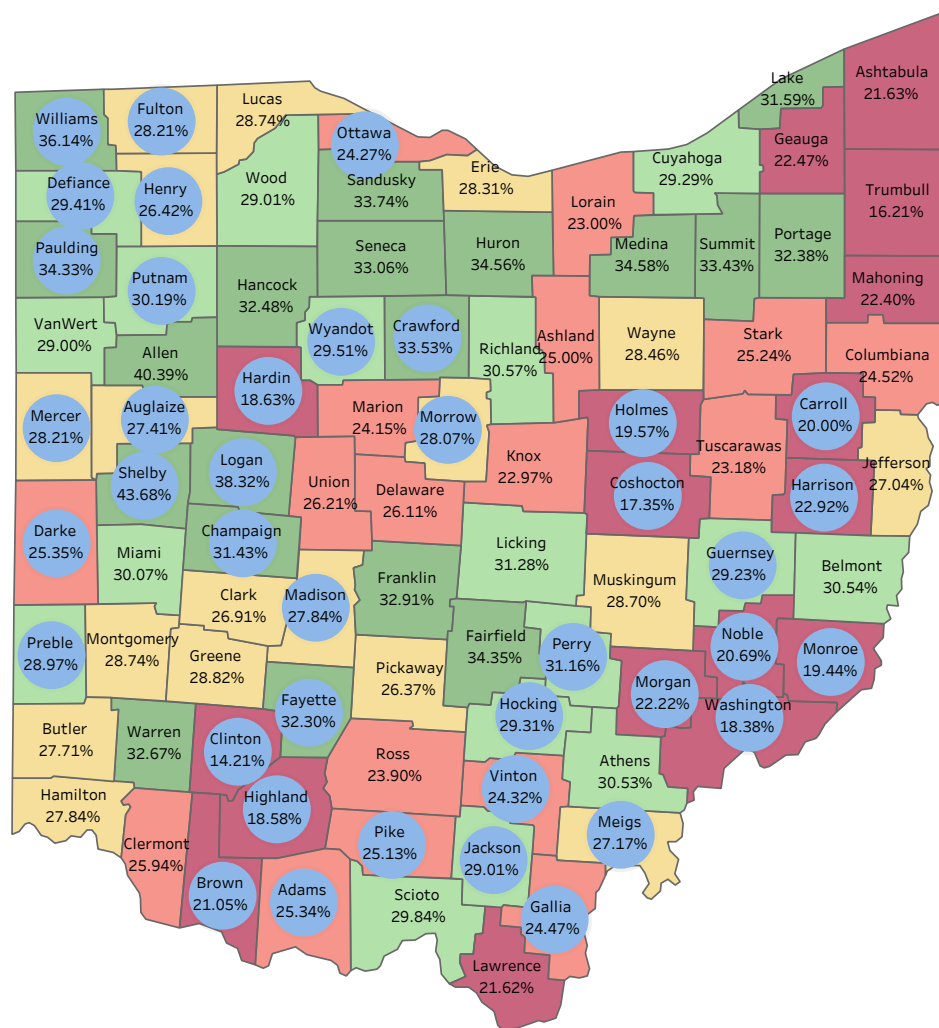 Lake
31.59%
Ashtabula
21.63%
Lucas
28.74%
Fulton
28.21%
Williams
36.14%
Ottawa
24.27%
Geauga
22.47%
Cuyahoga
29.29%
Erie
28.31%
Wood
29.01%
Sandusky
33.74%
Defiance
29.41%
Henry
26.42%
Trumbull
16.21%
Lorain
23.00%
Portage
32.38%
Medina
34.58%
Summit
33.43%
Seneca
33.06%
Huron
34.56%
Paulding
34.33%
Putnam
30.19%
Hancock
32.48%
Mahoning
22.40%
VanWert
29.00%
Wyandot
29.51%
Crawford
33.53%
Ashland
25.00%
Wayne
28.46%
Stark
25.24%
Richland
30.57%
Allen
40.39%
Columbiana
24.52%
Hardin
18.63%
Mercer
28.21%
Auglaize
27.41%
Marion
24.15%
Morrow
28.07%
Holmes
19.57%
Carroll
20.00%
Tuscarawas
23.18%
Knox
22.97%
Logan
38.32%
Shelby
43.68%
Jefferson
27.04%
Union
26.21%
Delaware
26.11%
Coshocton
17.35%
Harrison
22.92%
Darke
25.35%
Champaign
31.43%
Miami
30.07%
Licking
31.28%
Guernsey
29.23%
Belmont
30.54%
Franklin
32.91%
Muskingum
28.70%
Clark
26.91%
Madison
27.84%
Preble
28.97%
Montgomery
28.74%
Greene
28.82%
Fairfield
34.35%
Perry
31.16%
Noble
20.69%
Monroe
19.44%
Pickaway
26.37%
Morgan
22.22%
Fayette
32.30%
Hocking
29.31%
Washington
18.38%
Butler
27.71%
Warren
32.67%
Clinton
14.21%
Ross
23.90%
Athens
30.53%
Vinton
24.32%
Hamilton
27.84%
Highland
18.58%
Meigs
27.17%
Pike
25.13%
Clermont
25.94%
Jackson
29.01%
Brown
21.05%
Adams
25.34%
Scioto
29.84%
Gallia
24.47%
Lawrence
21.62%